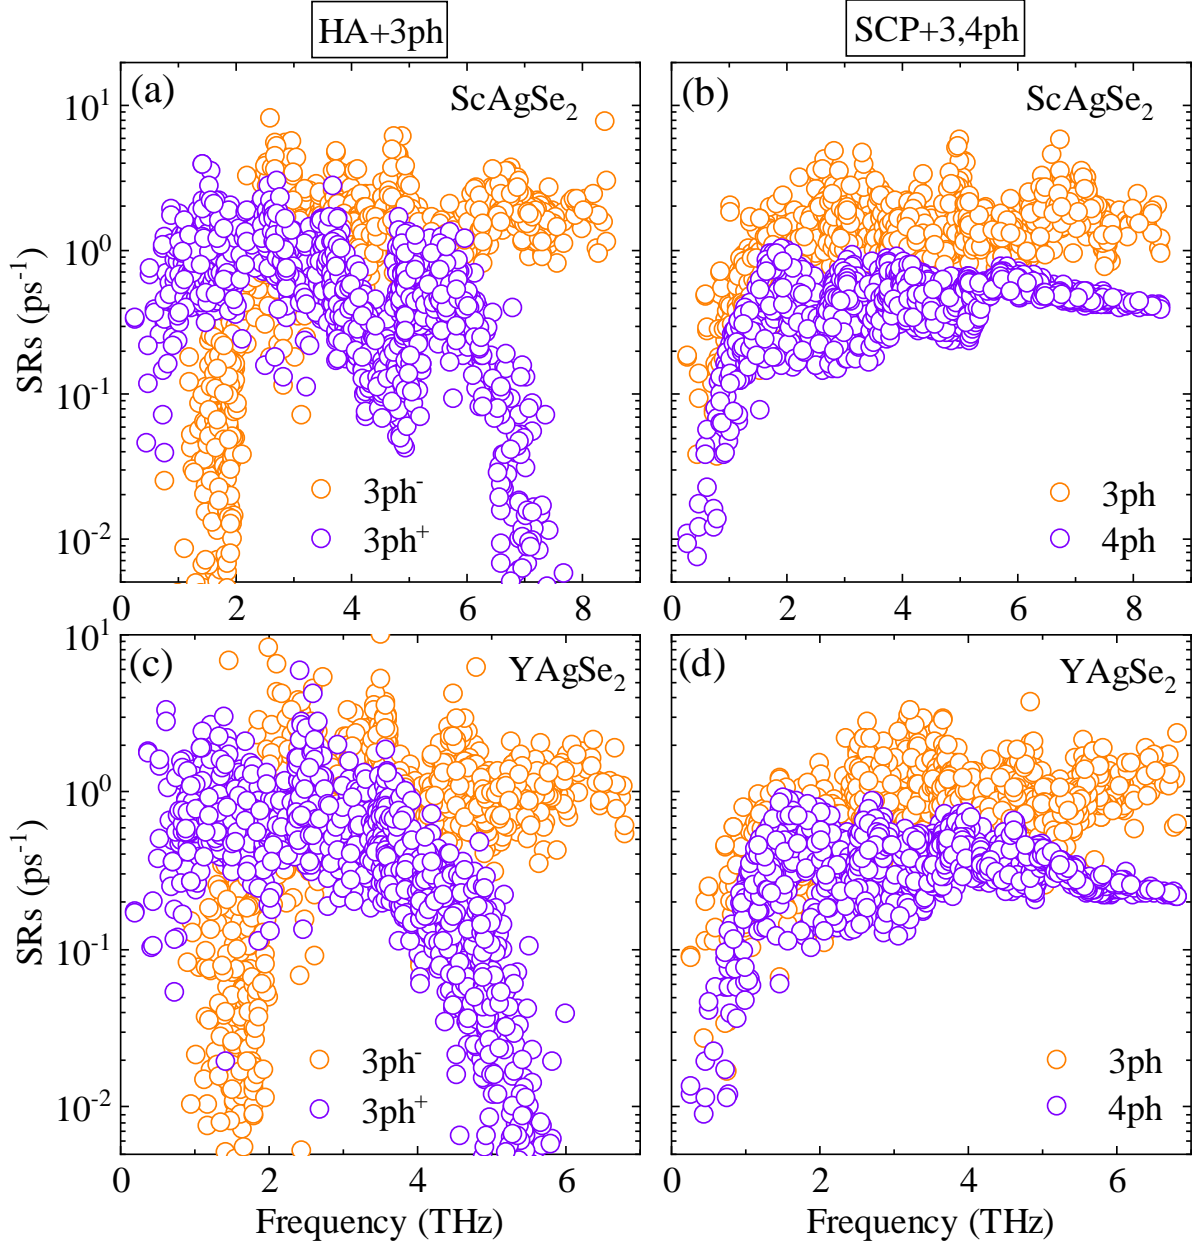 HA+3ph
SCP+3,4ph
(a)
ScAgSe₂
10¹
10⁰
10⁻¹
10⁻²
SRs (ps⁻¹)
3ph⁻
3ph⁺
0 2 4 6 8
(b)
ScAgSe₂
3ph
4ph
0 2 4 6 8
(c)
YAgSe₂
10¹
10⁰
10⁻¹
10⁻²
SRs (ps⁻¹)
3ph⁻
3ph⁺
0 2 4 6
Frequency (THz)
(d)
YAgSe₂
3ph
4ph
0 2 4 6
Frequency (THz)